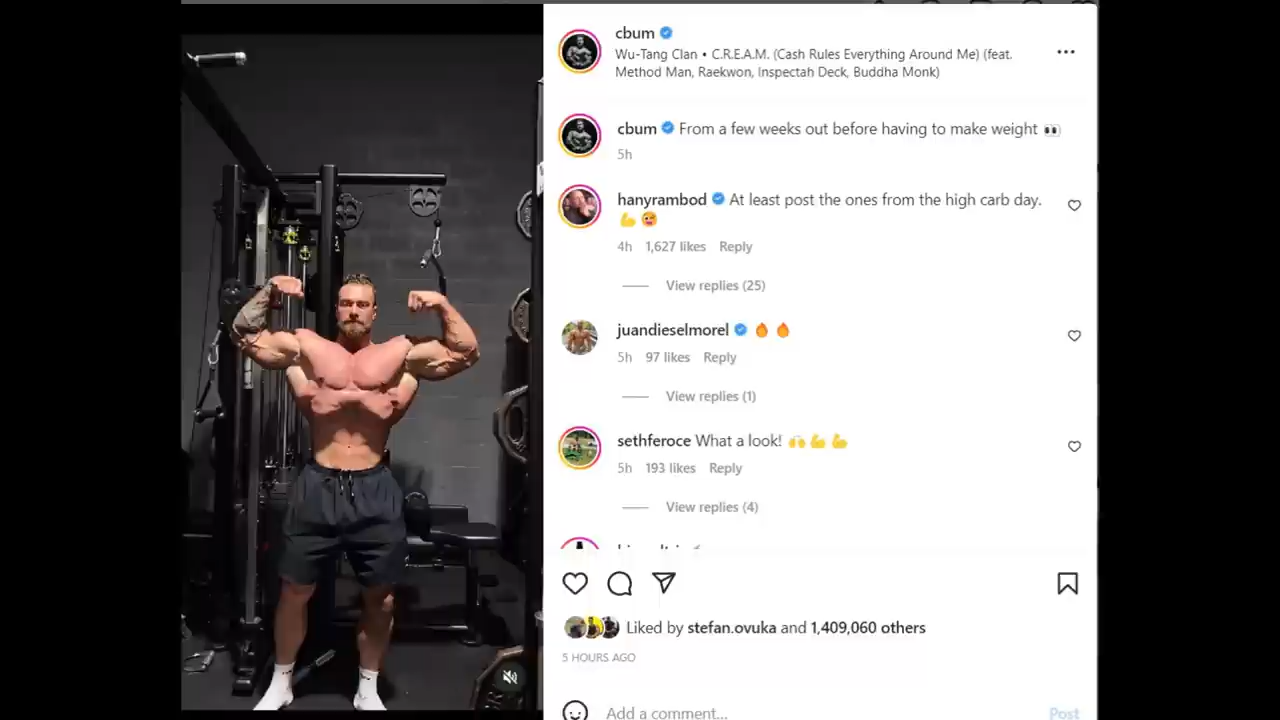 cbum
Wu-Tang Clan • C.R.E.A.M. (Cash Rules Everything Around Me) (feat.
Method Man, Raekwon, Inspectah Deck, Buddha Monk)
cbum From a few weeks out before having to make weight 👀
5h
hanyrambod At least post the ones from the high carb day.
💪🥵
4h 1,627 likes Reply
View replies (25)
juandieselmorel 🔥🔥
5h 97 likes Reply
View replies (1)
sethferoce What a look! 🙌💪💪
5h 193 likes Reply
View replies (4)
Liked by stefan.ovuka and 1,409,060 others
5 HOURS AGO
Add a comment...
Post